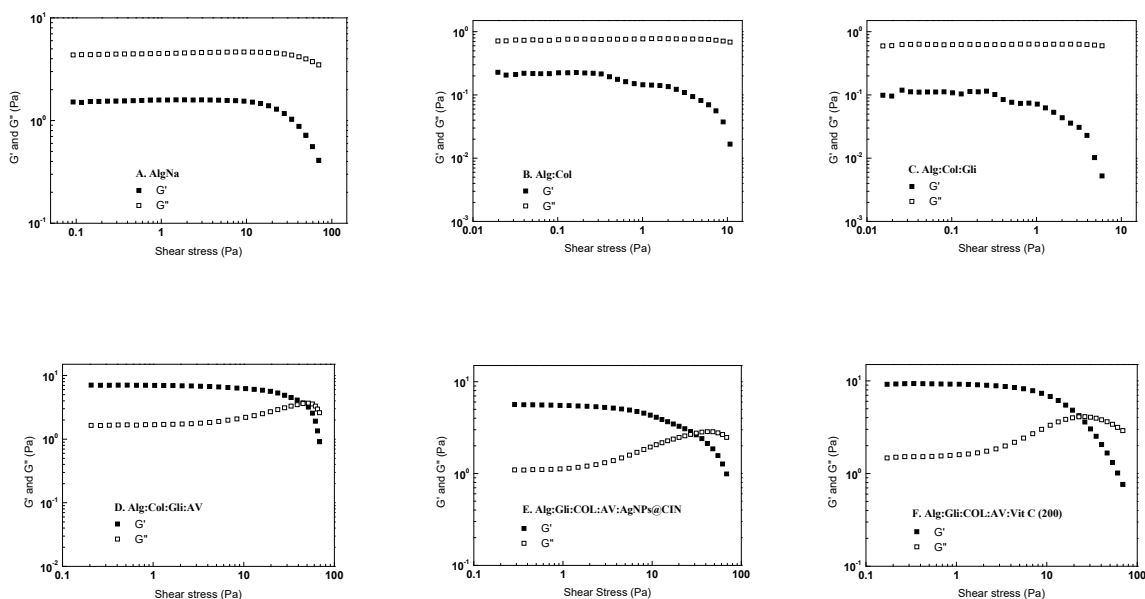 G' and G" (Pa)
10¹
10⁰
10⁻¹
A. AlgNa
G'
G"
0.1
1
10
100
Shear stress (Pa)
G' and G" (Pa)
10⁰
10⁻¹
10⁻²
10⁻³
B. Alg:Col
G'
G"
0.01
0.1
1
10
Shear stress (Pa)
G' and G" (Pa)
10⁰
10⁻¹
10⁻²
10⁻³
C. Alg:Col:Gli
G'
G"
0.01
0.1
1
10
Shear stress (Pa)
G' and G" (Pa)
10¹
10⁰
10⁻¹
10⁻²
D. Alg:Col:Gli:AV
G'
G"
0.1
1
10
100
Shear stress (Pa)
G' and G" (Pa)
10¹
10⁰
10⁻¹
E. Alg:Gli:COL:AV:AgNPs@CIN
G'
G"
0.1
1
10
100
Shear Stress (Pa)
G' and G" (Pa)
10¹
10⁰
10⁻¹
F. Alg:Gli:COL:AV:Vit C (200)
G'
G"
0.1
1
10
100
Shear stress (Pa)